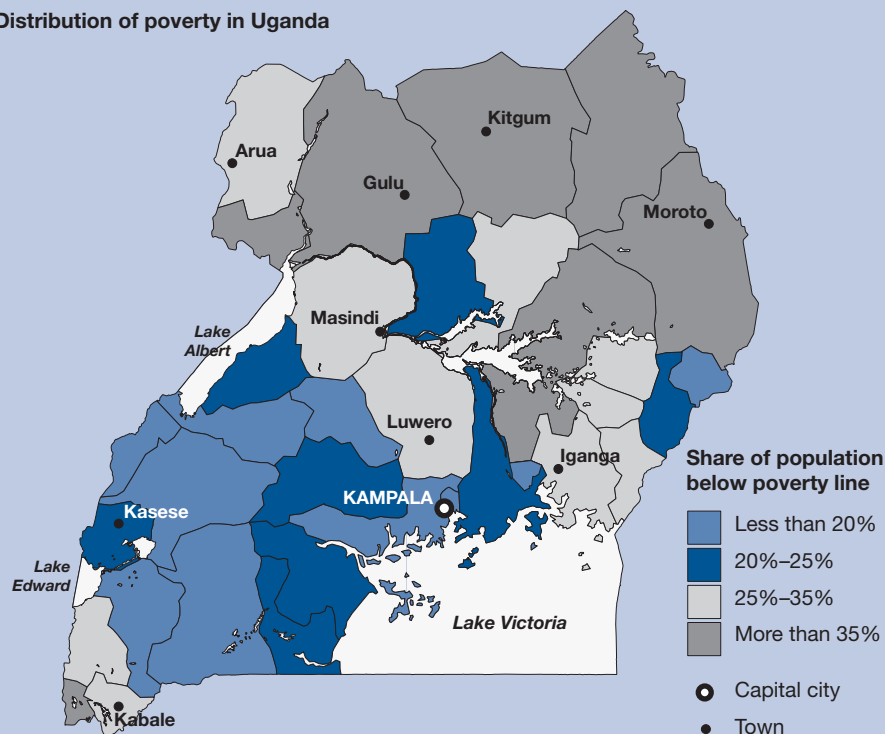 Distribution of poverty in Uganda
Kitgum
Arua
Gulu
Moroto
Masindi
Lake
Albert
Luwero
Iganga
KAMPALA
Kasese
Lake
Edward
Lake Victoria
Kabale
Share of population
below poverty line
Less than 20%
20%–25%
25%–35%
More than 35%
Capital city
Town